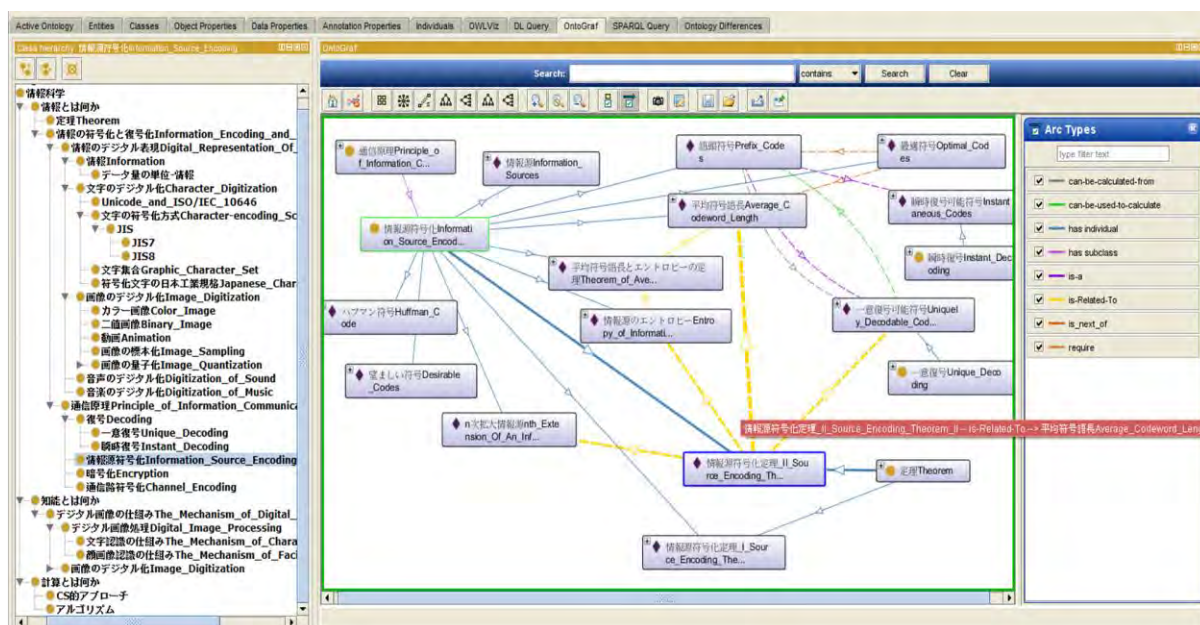 Active Ontology Entities Classes Object Properties Data Properties Annotation Properties Individuals OWLViz DL Query OntoGraf SPARQL Query Ontology Differences
Class hierarchy: 情報源符号化Information_Source_Encoding
情報科学
情報とは何か
定理Theorem
情報の符号化と復号化Information_Encoding_and_
情報のデジタル表現Digital_Representation_Of_
情報Information
データ量の単位-情報
文字のデジタル化Character_Digitization
Unicode_and_ISO/IEC_10646
文字の符号化方式Character-encoding_Sc
JIS
JIS7
JIS8
文字集合Graphic_Character_Set
符号化文字の日本工業規格Japanese_Char
画像のデジタル化Image_Digitization
カラー画像Color_Image
二値画像Binary_Image
動画Animation
画像の標本化Image_Sampling
画像の量子化Image_Quantization
音声のデジタル化Digitization_of_Sound
音楽のデジタル化Digitization_of_Music
通信原理Principle_of_Information_Communica
復号Decoding
一意復号Unique_Decoding
瞬時復号Instant_Decoding
情報源符号化Information_Source_Encoding
暗号化Encryption
通信路符号化Channel_Encoding
知能とは何か
デジタル画像の仕組みThe_Mechanism_of_Digital_
デジタル画像処理Digital_Image_Processing
文字認識の仕組みThe_Mechanism_of_Chara
顔画像認識の仕組みThe_Mechanism_of_Faci
画像のデジタル化Image_Digitization
計算とは何か
CS的アプローチ
アルゴリズム
OntoGraf
Search: contains Search Clear
通信原理Principle_o
f_Information_C...
情報源Information_
Sources
語頭符号Prefix_Code
s
最適符号Optimal_Cod
es
情報源符号化Informati
on_Source_Encod...
平均符号語長Average_C
odeword_Length
瞬時復号可能符号Instant
aneous_Codes
瞬時復号Instant_Dec
oding
平均符号語長とエントロピーの定
理Theorem_of_Ave...
ハフマン符号Huffman_C
ode
情報源のエントロピーEntro
py_of_Informati...
一意復号可能符号Uniquel
y_Decodable_Cod...
望ましい符号Desirable
_Codes
一意復号Unique_Deco
ding
n次拡大情報源nth_Exte
nsion_Of_An_Inf...
情報源符号化定理_II_Source_Encoding_Theorem_II -- is-Related-To --> 平均符号語長Average_Codeword_Leng
情報源符号化定理_II_Sou
rce_Encoding_Th...
定理Theorem
情報源符号化定理_I_Sour
ce_Encoding_The...
Arc Types
type filter text
can-be-calculated-from
can-be-used-to-calculate
has individual
has subclass
is-a
is-Related-To
is_next_of
require